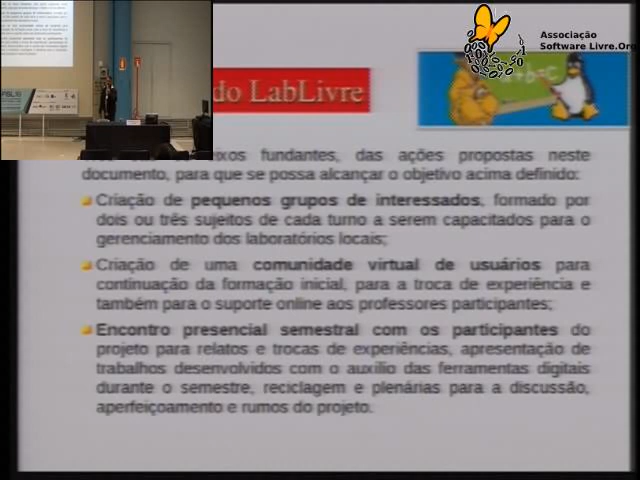 Associação
Software Livre.Org
do LabLivre
eixos fundantes, das ações propostas neste
documento, para que se possa alcançar o objetivo acima definido:
Criação de pequenos grupos de interessados, formado por
dois ou três sujeitos de cada turno a serem capacitados para o
gerenciamento dos laboratórios locais;
Criação de uma comunidade virtual de usuários para
continuação da formação inicial, para a troca de experiência e
também para o suporte online aos professores participantes;
Encontro presencial semestral com os participantes do
projeto para relatos e trocas de experiências, apresentação de
trabalhos desenvolvidos com o auxílio das ferramentas digitais
durante o semestre, reciclagem e plenárias para a discussão,
aperfeiçoamento e rumos do projeto.